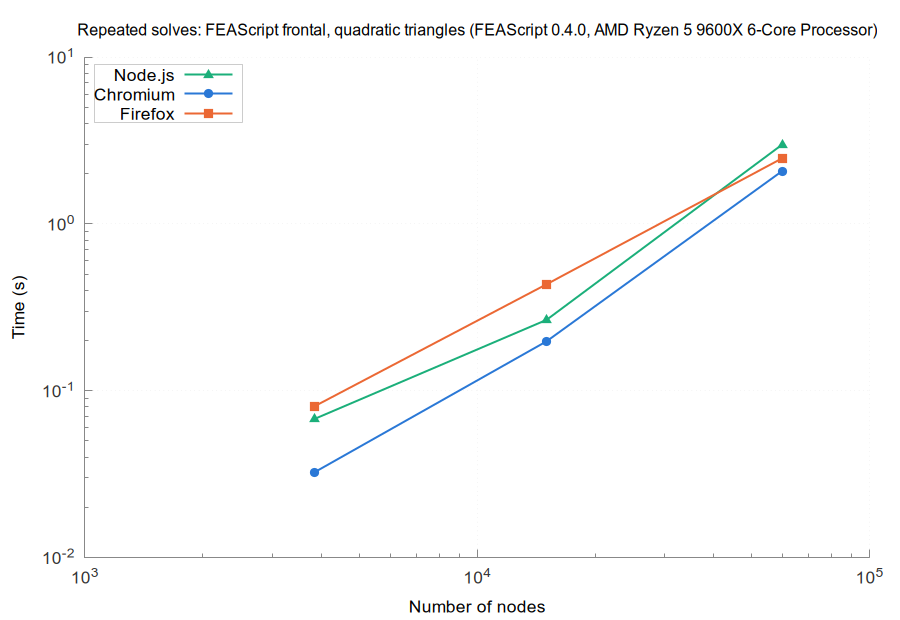 Repeated solves: FEAScript frontal, quadratic triangles (FEAScript 0.4.0, AMD Ryzen 5 9600X 6-Core Processor)
10¹
Node.js
Chromium
Firefox
10⁰
Time (s)
10⁻¹
10⁻²
10³
10⁴
10⁵
Number of nodes